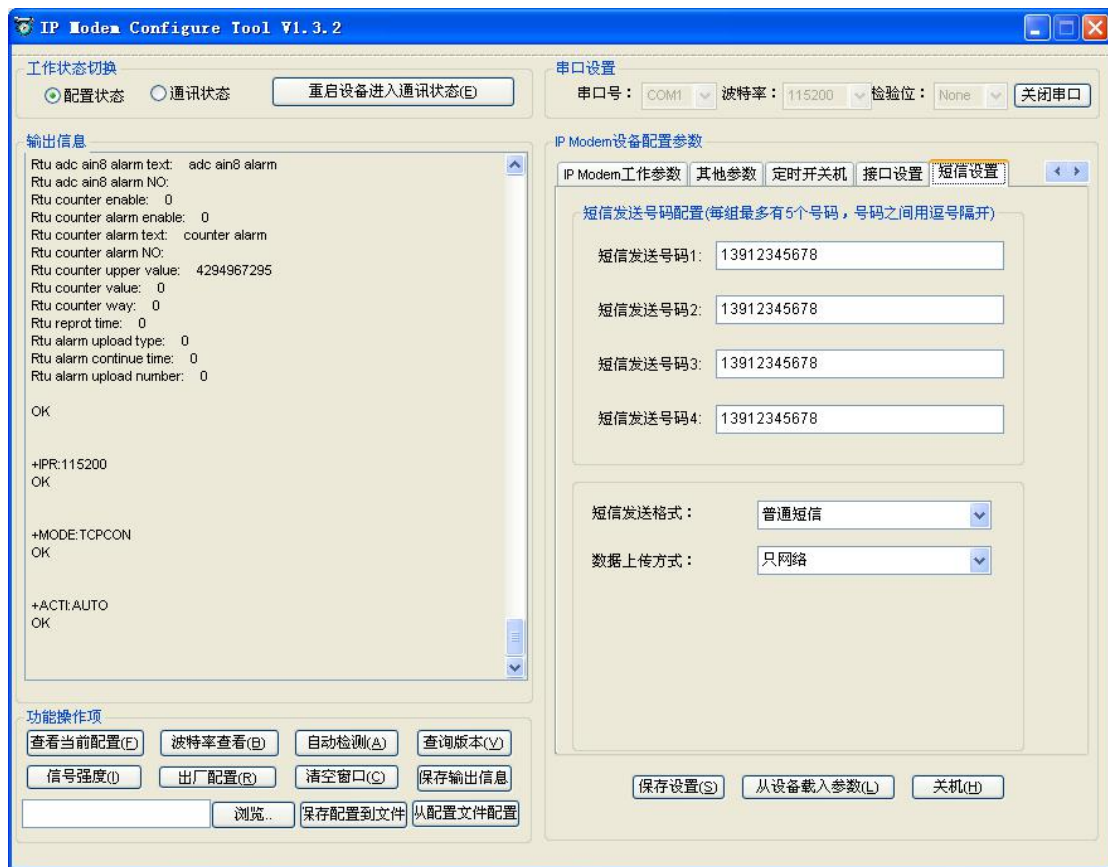 IP Modem Configure Tool V1.3.2
工作状态切换
配置状态 通讯状态 重启设备进入通讯状态(E)
串口设置
串口号： COM1 波特率： 115200 检验位： None 关闭串口
输出信息
Rtu adc ain8 alarm text: adc ain8 alarm
Rtu adc ain8 alarm NO:
Rtu counter enable: 0
Rtu counter alarm enable: 0
Rtu counter alarm text: counter alarm
Rtu counter alarm NO:
Rtu counter upper value: 4294967295
Rtu counter value: 0
Rtu counter way: 0
Rtu reprot time: 0
Rtu alarm upload type: 0
Rtu alarm continue time: 0
Rtu alarm upload number: 0
OK
+IPR:115200
OK
+MODE:TCPCON
OK
+ACTI:AUTO
OK
IP Modem设备配置参数
IP Modem工作参数 其他参数 定时开关机 接口设置 短信设置
短信发送号码配置(每组最多有5个号码，号码之间用逗号隔开)
短信发送号码1: 13912345678
短信发送号码2: 13912345678
短信发送号码3: 13912345678
短信发送号码4: 13912345678
短信发送格式： 普通短信
数据上传方式： 只网络
功能操作项
查看当前配置(F) 波特率查看(B) 自动检测(A) 查询版本(V)
信号强度(I) 出厂配置(R) 清空窗口(C) 保存输出信息
浏览.. 保存配置到文件 从配置文件配置
保存设置(S) 从设备载入参数(L) 关机(H)